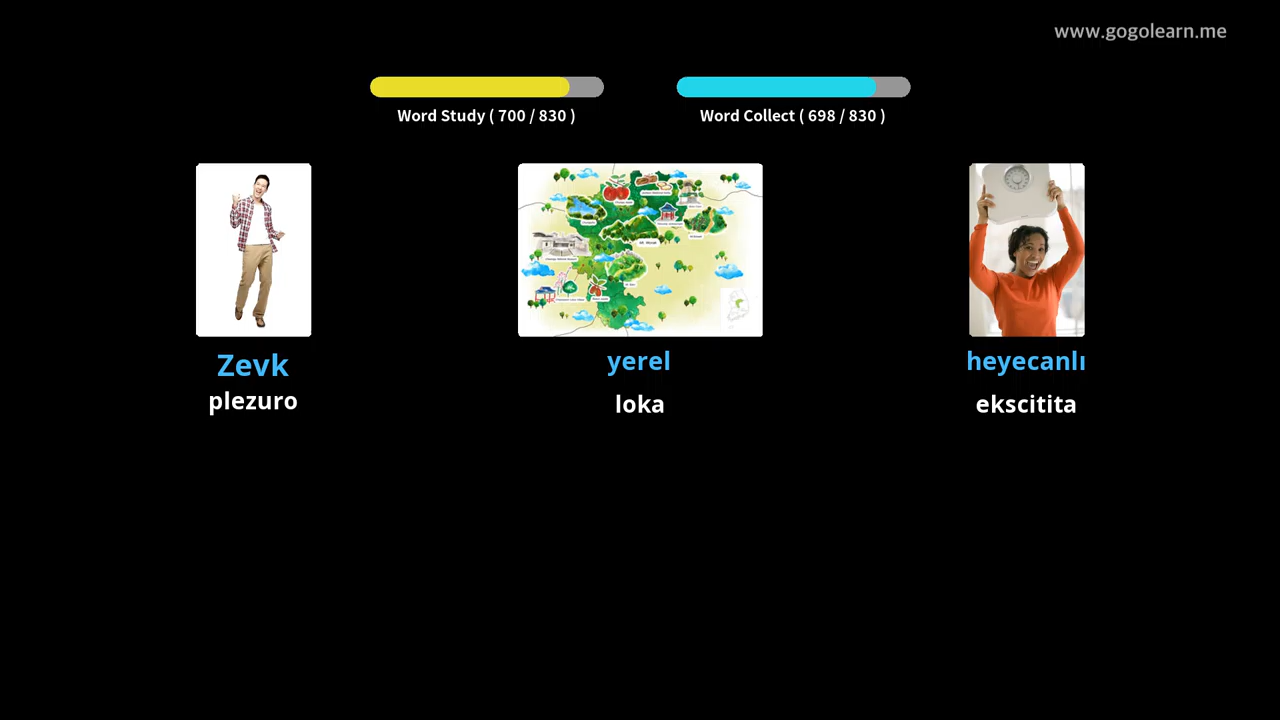 www.gogolearn.me
Word Study ( 700 / 830 )
Word Collect ( 698 / 830 )
Zevk
yerel
heyecanlı
plezuro
loka
ekscitita